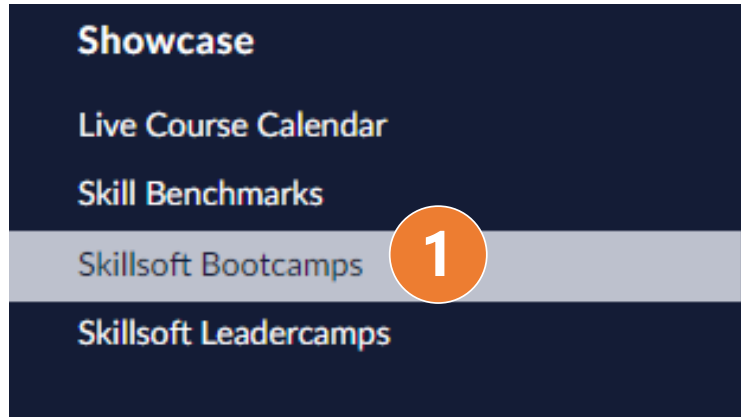 Showcase
Live Course Calendar
Skill Benchmarks
Skillsoft Bootcamps 1
Skillsoft Leadercamps